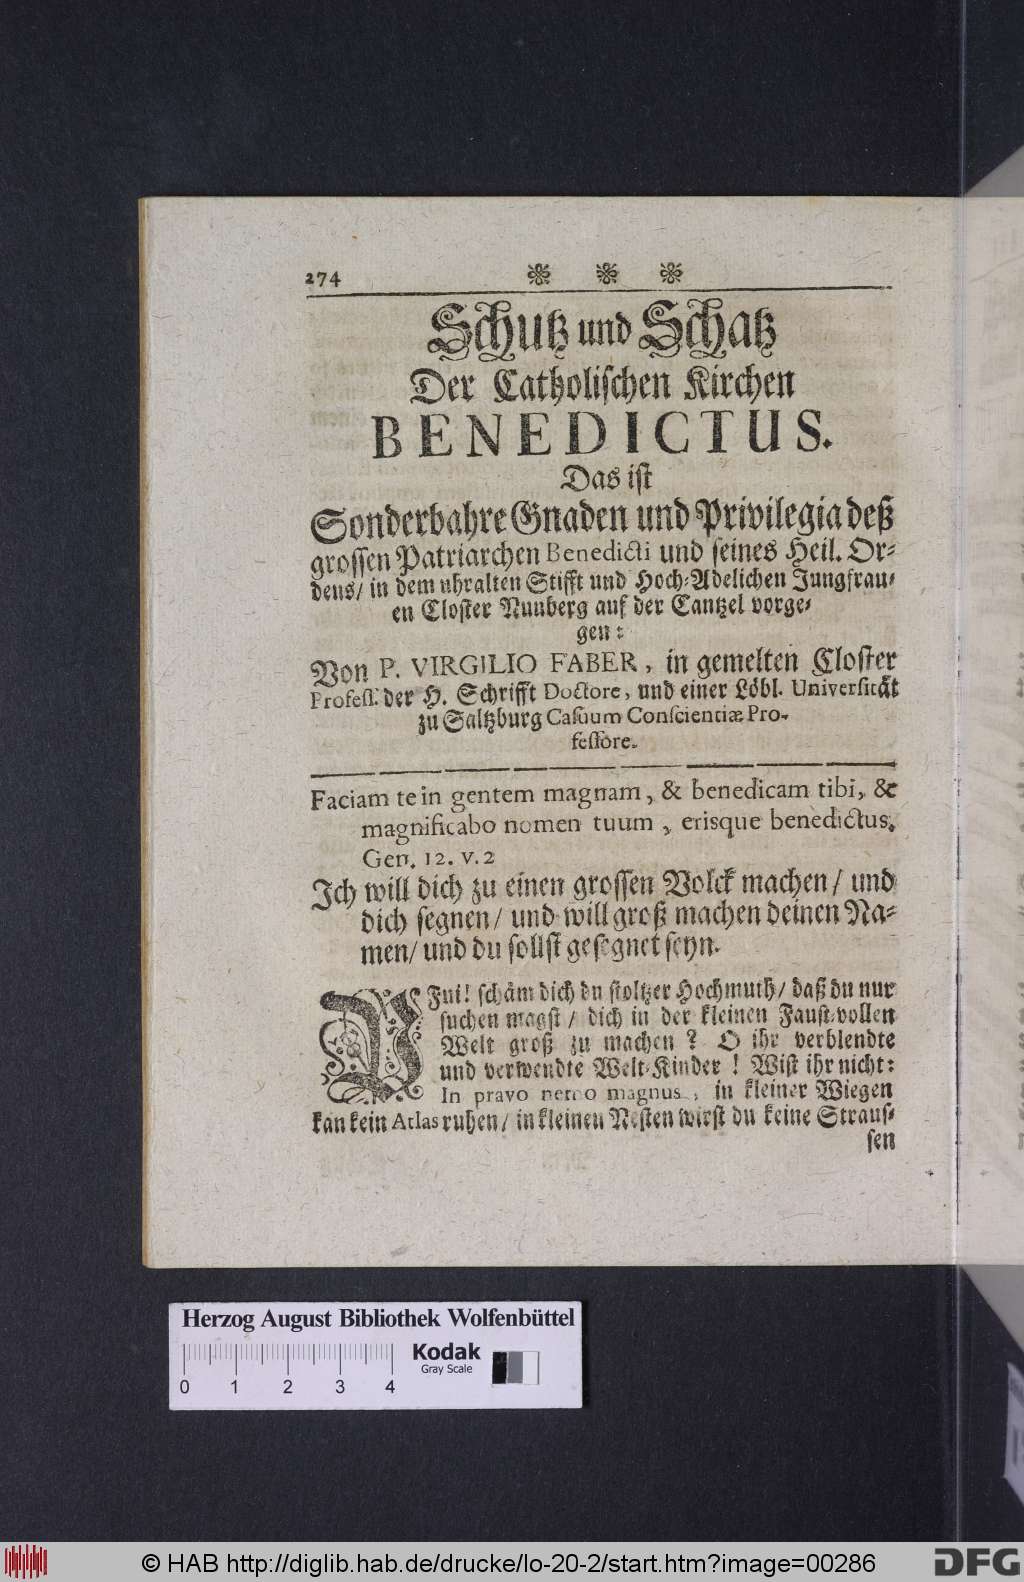 274
Schutz und Schatz
Der Catholischen Kirchen
BENEDICTUS.
Das ist
Sonderbahre Gnaden und Privilegia deß
grossen Patriarchen Benedicti und seines Heil. Or-
dens/ in dem uhralten Stifft und Hoch-Adelichen Jungfrau-
en Closter Nunberg auf der Cantzel vorge-
gen:
Von P. VIRGILIO FABER, in gemelten Closter
Profess. der H. Schrifft Doctore, und einer Löbl. Universität
zu Saltzburg Casuum Conscientiæ Pro-
fessore.
Faciam te in gentem magnam, & benedicam tibi, &
magnificabo nomen tuum, erisque benedictus.
Gen. 12. v. 2
Ich will dich zu einen grossen Volck machen/ und
dich segnen/ und will groß machen deinen Na-
men/ und du sollst gesegnet seyn.
PFui! schäm dich du stoltzer Hochmuth/ daß du nur
suchen magst/ dich in der kleinen Faust-vollen
Welt groß zu machen? O ihr verblendte
und verwendte Welt-Kinder! Wist ihr nicht:
In pravo nemo magnus, in kleiner Wiegen
kan kein Atlas ruhen/ in kleinen Nesten wirst du keine Straus-
sen
Herzog August Bibliothek Wolfenbüttel
Kodak
Gray Scale
0 1 2 3 4
© HAB http://diglib.hab.de/drucke/lo-20-2/start.htm?image=00286
DFG